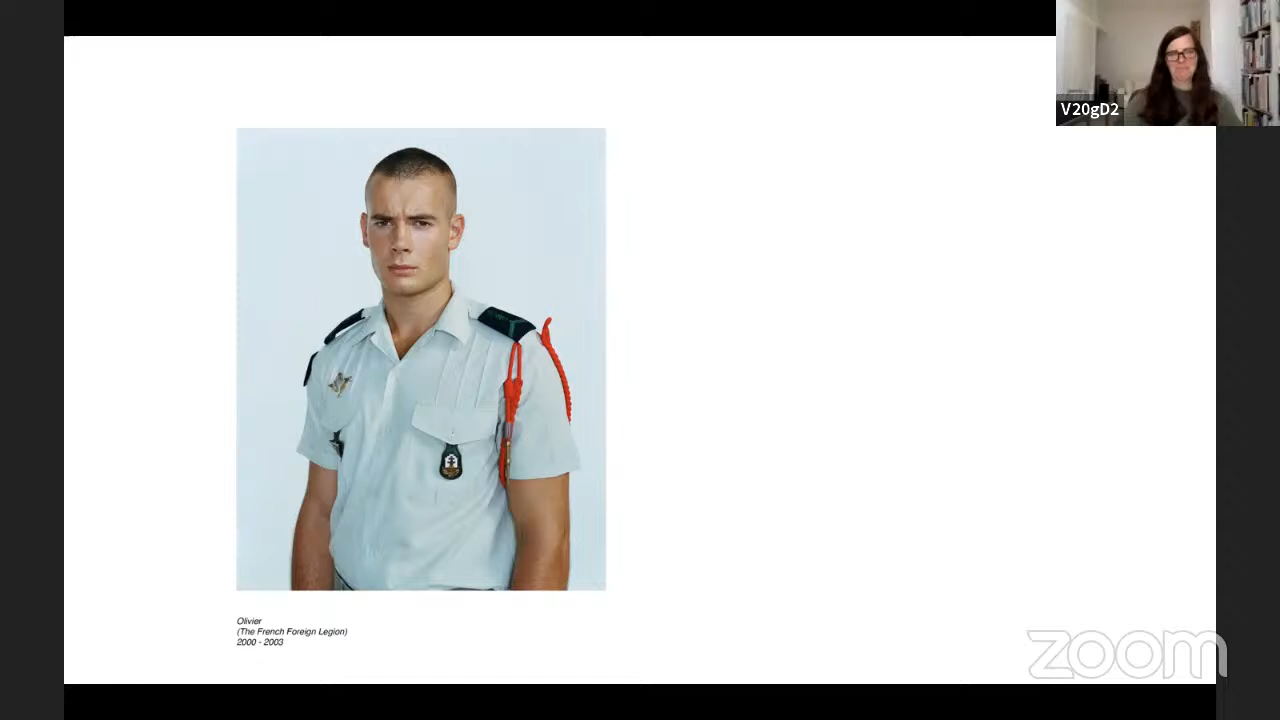 V20gD2
Olivier
(The French Foreign Legion)
2000 - 2003
zoom